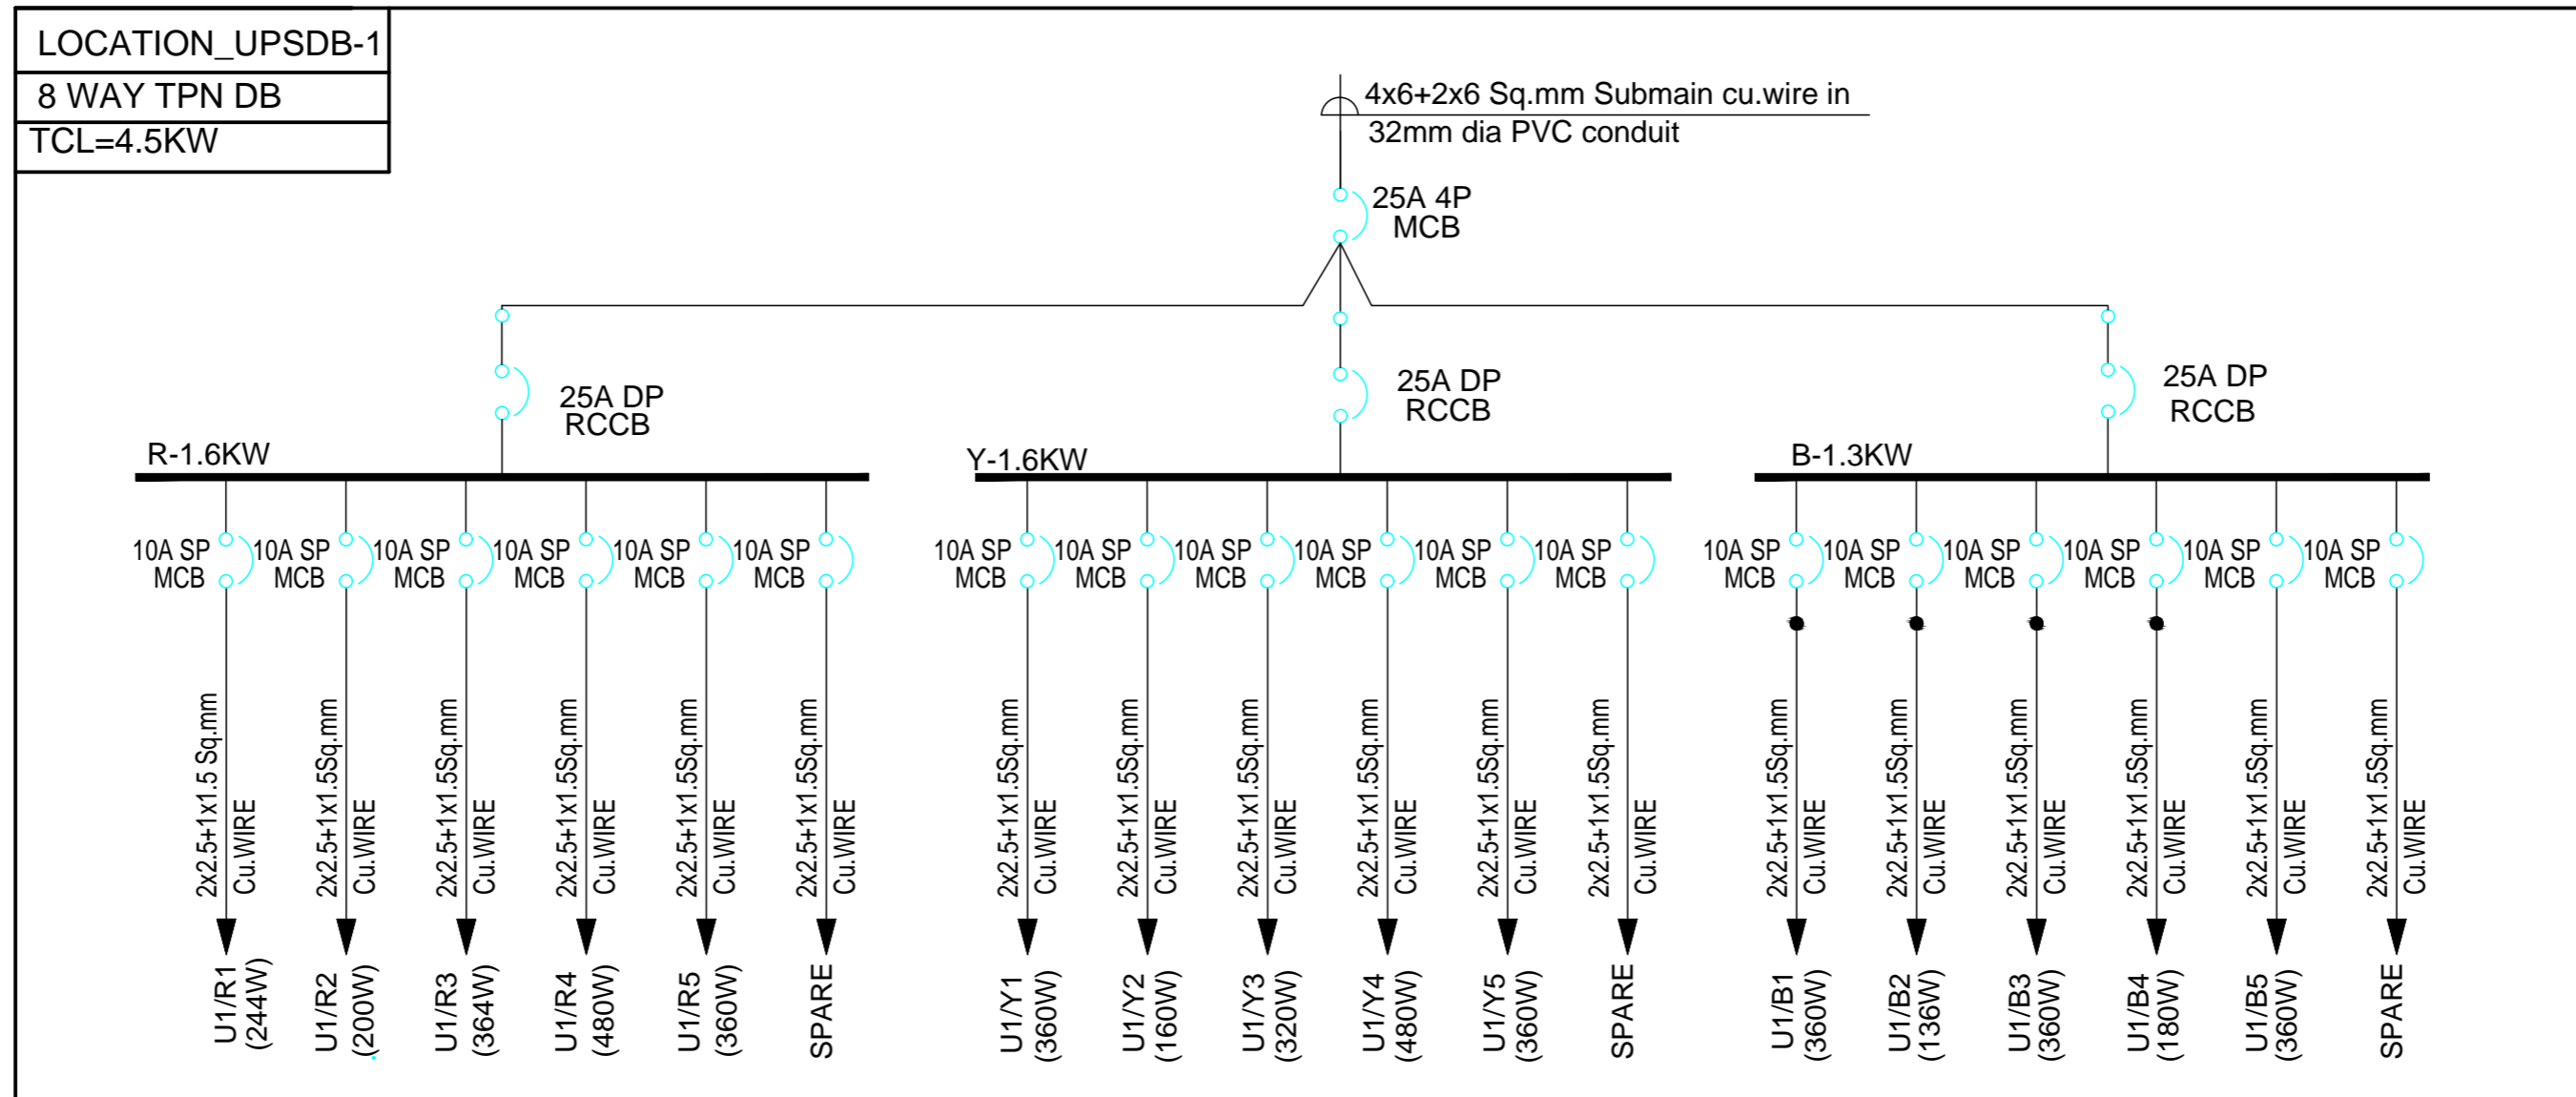 LOCATION_UPSDB-1
8 WAY TPN DB
TCL=4.5KW
4x6+2x6 Sq.mm Submain cu.wire in
32mm dia PVC conduit
25A 4P
MCB
25A DP
RCCB
25A DP
RCCB
25A DP
RCCB
R-1.6KW
Y-1.6KW
B-1.3KW
10A SP
MCB
10A SP
MCB
10A SP
MCB
10A SP
MCB
10A SP
MCB
10A SP
MCB
10A SP
MCB
10A SP
MCB
10A SP
MCB
10A SP
MCB
10A SP
MCB
10A SP
MCB
10A SP
MCB
10A SP
MCB
10A SP
MCB
10A SP
MCB
10A SP
MCB
10A SP
MCB
2x2.5+1x1.5 Sq.mm
Cu.WIRE
2x2.5+1x1.5Sq.mm
Cu.WIRE
2x2.5+1x1.5Sq.mm
Cu.WIRE
2x2.5+1x1.5Sq.mm
Cu.WIRE
2x2.5+1x1.5Sq.mm
Cu.WIRE
2x2.5+1x1.5Sq.mm
Cu.WIRE
2x2.5+1x1.5Sq.mm
Cu.WIRE
2x2.5+1x1.5Sq.mm
Cu.WIRE
2x2.5+1x1.5Sq.mm
Cu.WIRE
2x2.5+1x1.5Sq.mm
Cu.WIRE
2x2.5+1x1.5Sq.mm
Cu.WIRE
2x2.5+1x1.5Sq.mm
Cu.WIRE
2x2.5+1x1.5Sq.mm
Cu.WIRE
2x2.5+1x1.5Sq.mm
Cu.WIRE
2x2.5+1x1.5Sq.mm
Cu.WIRE
2x2.5+1x1.5Sq.mm
Cu.WIRE
2x2.5+1x1.5Sq.mm
Cu.WIRE
2x2.5+1x1.5Sq.mm
Cu.WIRE
U1/R1
(244W)
U1/R2
(200W)
U1/R3
(364W)
U1/R4
(480W)
U1/R5
(360W)
SPARE
U1/Y1
(360W)
U1/Y2
(160W)
U1/Y3
(320W)
U1/Y4
(480W)
U1/Y5
(360W)
SPARE
U1/B1
(360W)
U1/B2
(136W)
U1/B3
(360W)
U1/B4
(180W)
U1/B5
(360W)
SPARE